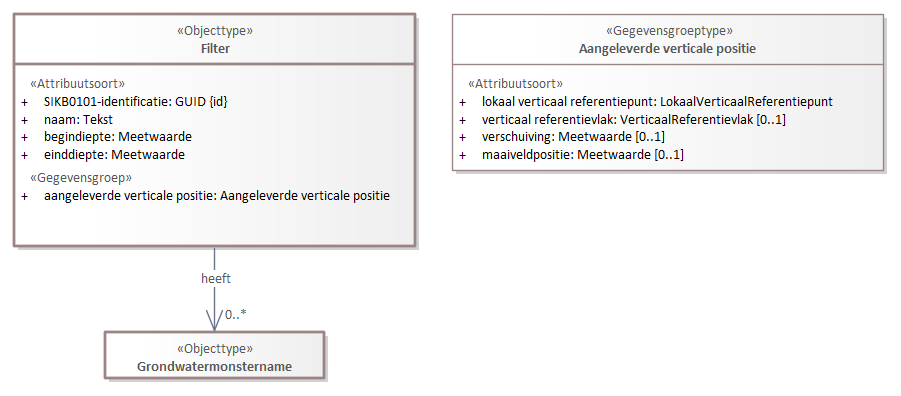 «Objecttype»
Filter
«Attribuutsoort»
+ SIKB0101-identificatie: GUID {id}
+ naam: Tekst
+ begindiepte: Meetwaarde
+ einddiepte: Meetwaarde
«Gegevensgroep»
+ aangeleverde verticale positie: Aangeleverde verticale positie
heeft
0..*
«Objecttype»
Grondwatermonstername
«Gegevensgroeptype»
Aangeleverde verticale positie
«Attribuutsoort»
+ lokaal verticaal referentiepunt: LokaalVerticaalReferentiepunt
+ verticaal referentievlak: VerticaalReferentievlak [0..1]
+ verschuiving: Meetwaarde [0..1]
+ maaiveldpositie: Meetwaarde [0..1]